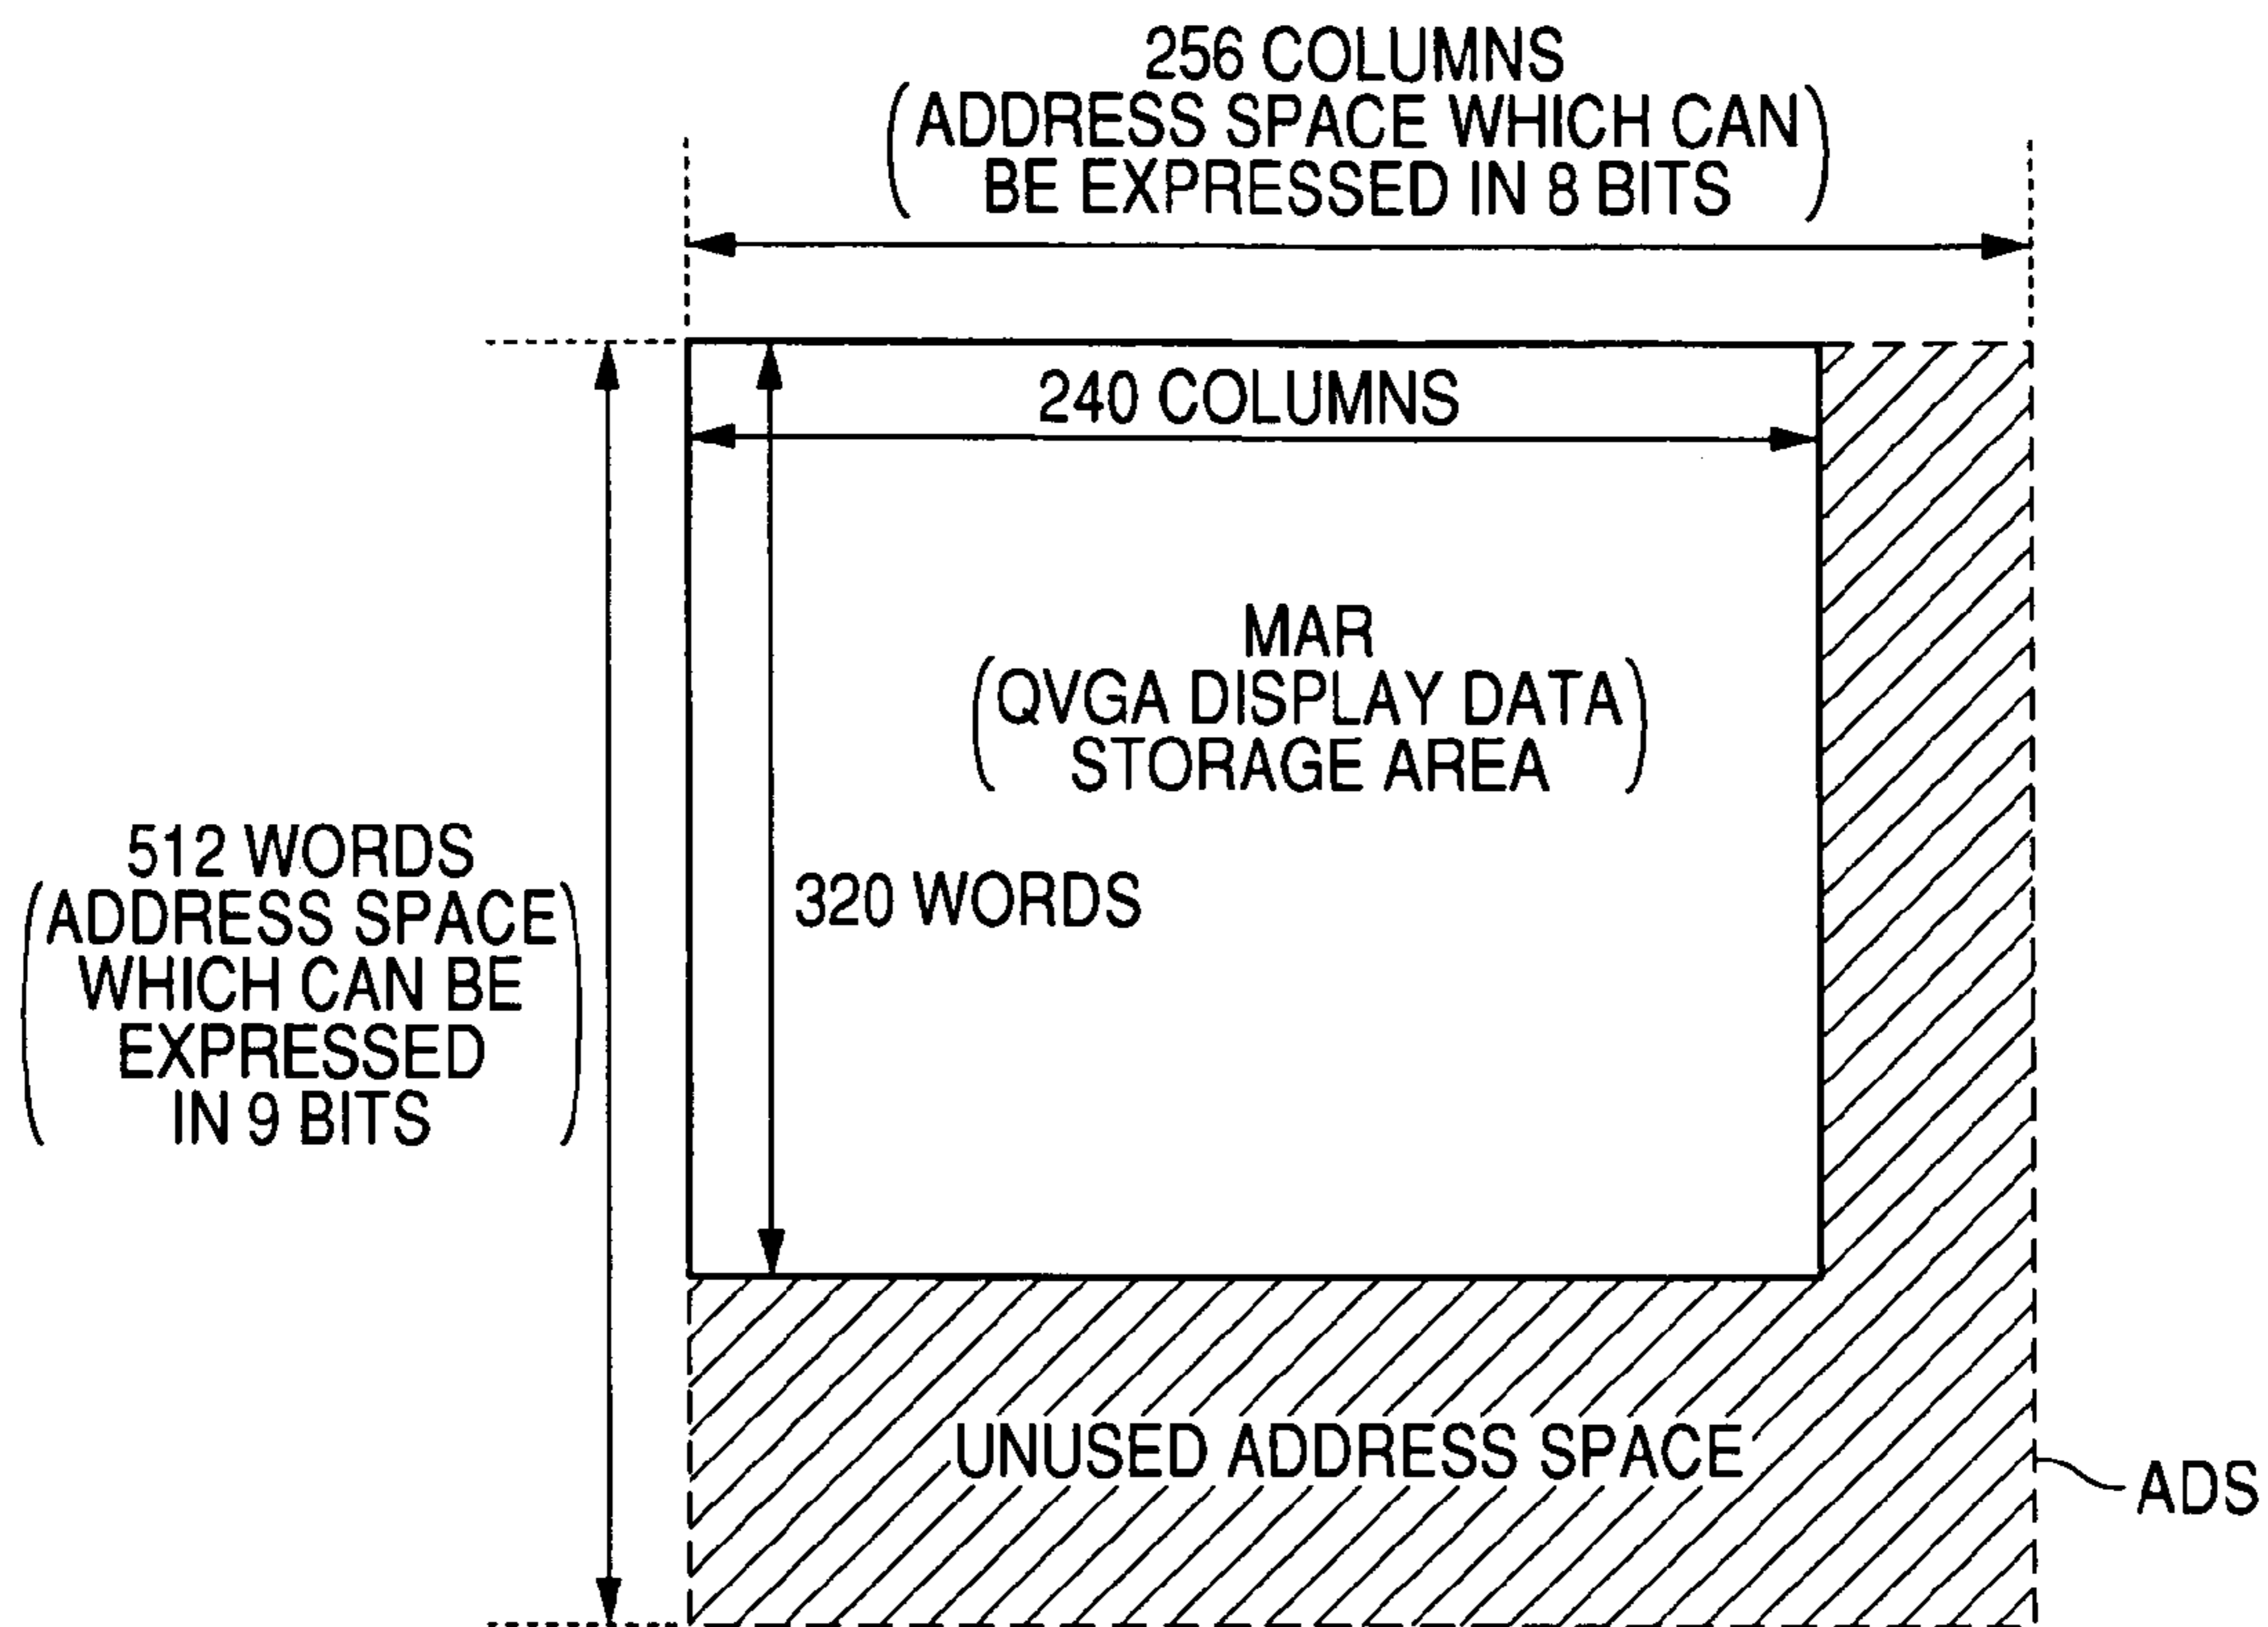 256 COLUMNS
(ADDRESS SPACE WHICH CAN
BE EXPRESSED IN 8 BITS)
240 COLUMNS
MAR
(QVGA DISPLAY DATA
STORAGE AREA)
320 WORDS
512 WORDS
(ADDRESS SPACE
WHICH CAN BE
EXPRESSED
IN 9 BITS)
UNUSED ADDRESS SPACE
ADS